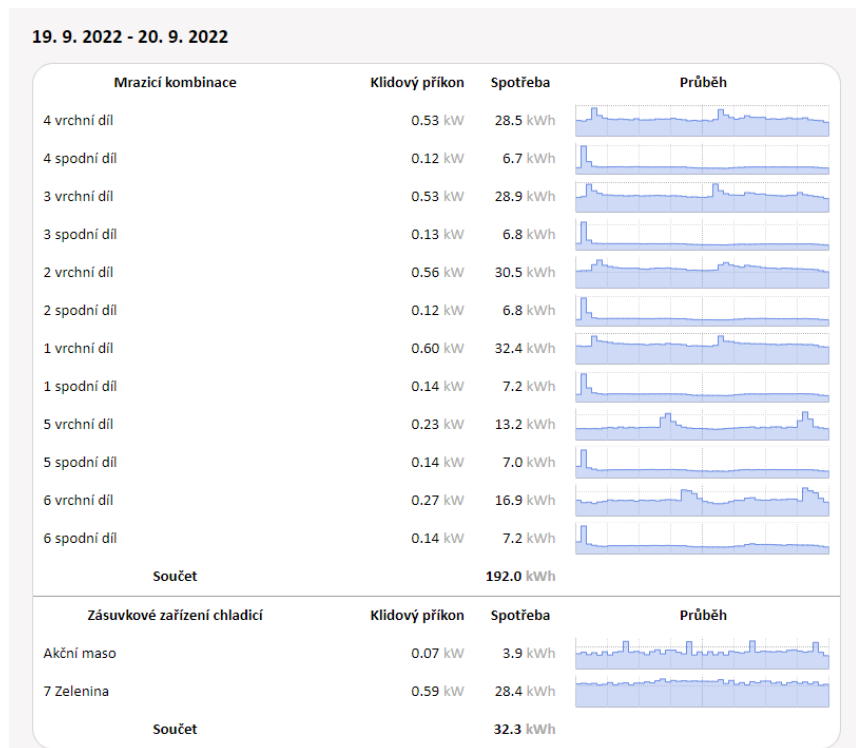 19. 9. 2022 - 20. 9. 2022
Mrazicí kombinace Klidový příkon Spotřeba Průběh
4 vrchní díl 0.53 kW 28.5 kWh
4 spodní díl 0.12 kW 6.7 kWh
3 vrchní díl 0.53 kW 28.9 kWh
3 spodní díl 0.13 kW 6.8 kWh
2 vrchní díl 0.56 kW 30.5 kWh
2 spodní díl 0.12 kW 6.8 kWh
1 vrchní díl 0.60 kW 32.4 kWh
1 spodní díl 0.14 kW 7.2 kWh
5 vrchní díl 0.23 kW 13.2 kWh
5 spodní díl 0.14 kW 7.0 kWh
6 vrchní díl 0.27 kW 16.9 kWh
6 spodní díl 0.14 kW 7.2 kWh
Součet 192.0 kWh
Zásuvkové zařízení chladicí Klidový příkon Spotřeba Průběh
Akční maso 0.07 kW 3.9 kWh
7 Zelenina 0.59 kW 28.4 kWh
Součet 32.3 kWh